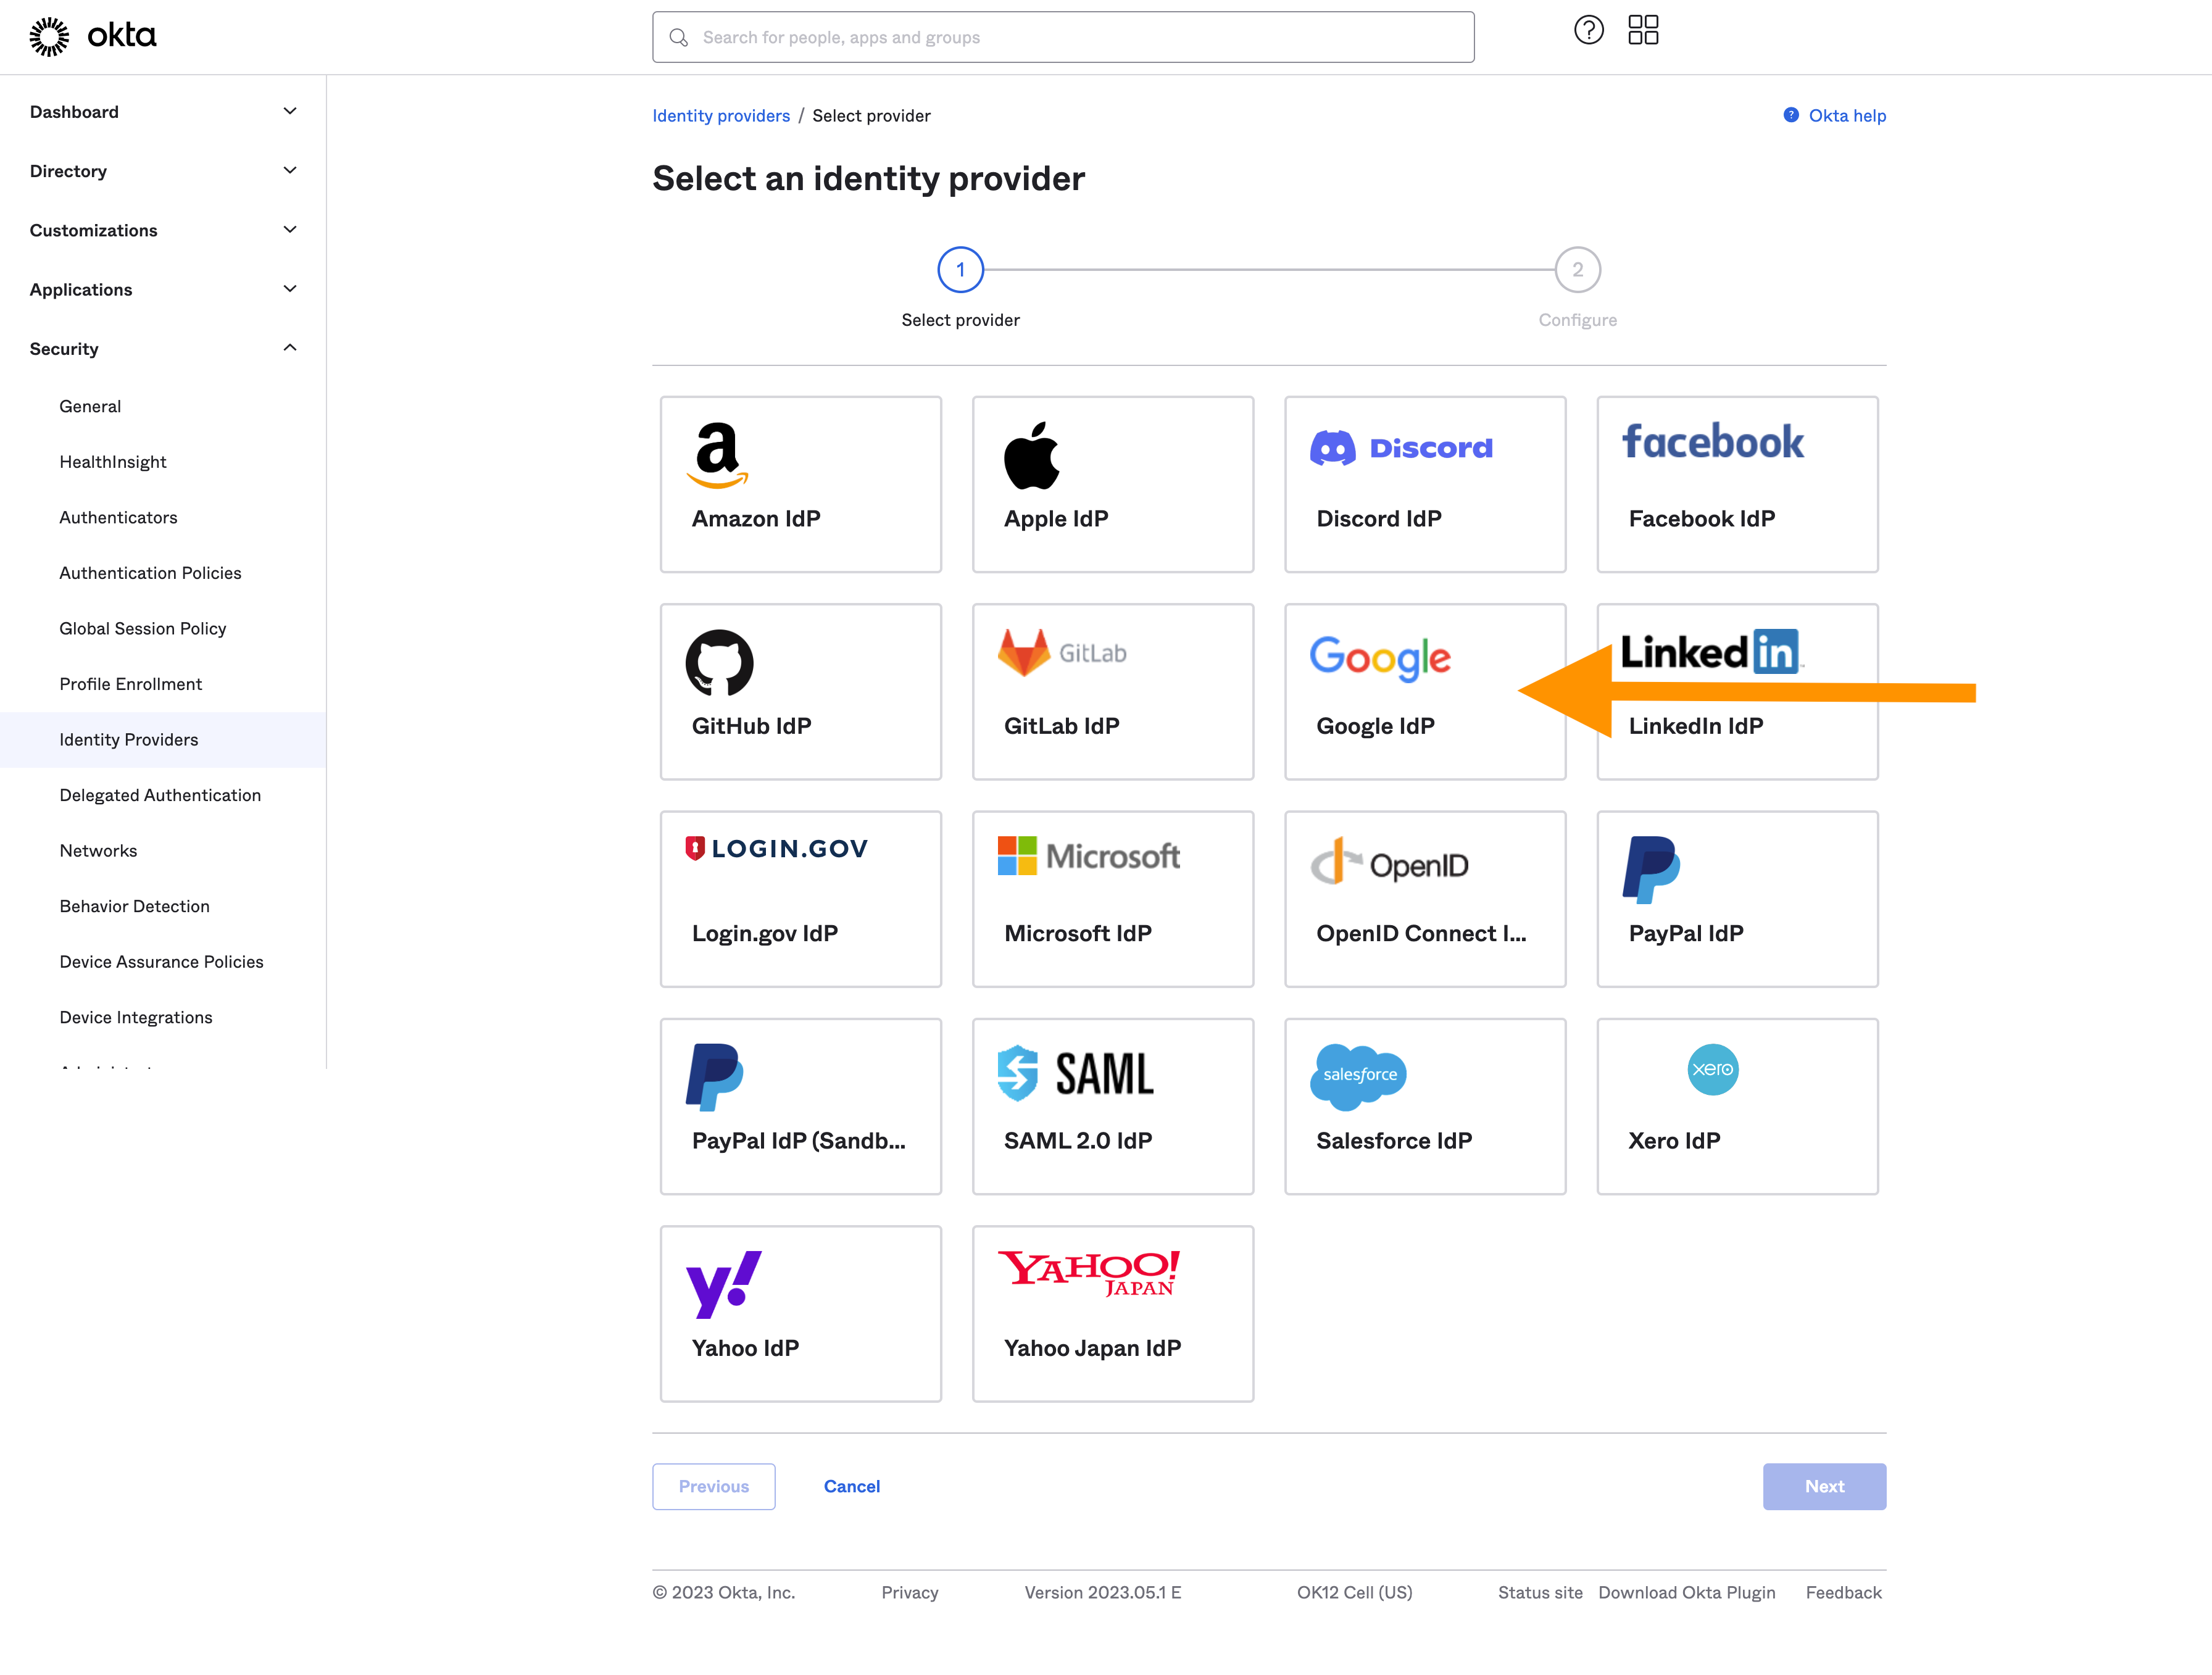 okta
Search for people, apps and groups
Dashboard
Directory
Customizations
Applications
Security
General
HealthInsight
Authenticators
Authentication Policies
Global Session Policy
Profile Enrollment
Identity Providers
Delegated Authentication
Networks
Behavior Detection
Device Assurance Policies
Device Integrations
Identity providers / Select provider
Okta help
Select an identity provider
1
2
Select provider
Configure
Amazon IdP
Apple IdP
Discord
Discord IdP
facebook
Facebook IdP
GitHub IdP
GitLab
GitLab IdP
Google
Google IdP
LinkedIn
LinkedIn IdP
LOGIN.GOV
Login.gov IdP
Microsoft
Microsoft IdP
OpenID
OpenID Connect I...
PayPal IdP
PayPal IdP (Sandb...
SAML
SAML 2.0 IdP
salesforce
Salesforce IdP
xero
Xero IdP
y!
Yahoo IdP
YAHOO!
JAPAN
Yahoo Japan IdP
Previous
Cancel
Next
© 2023 Okta, Inc.
Privacy
Version 2023.05.1 E
OK12 Cell (US)
Status site
Download Okta Plugin
Feedback